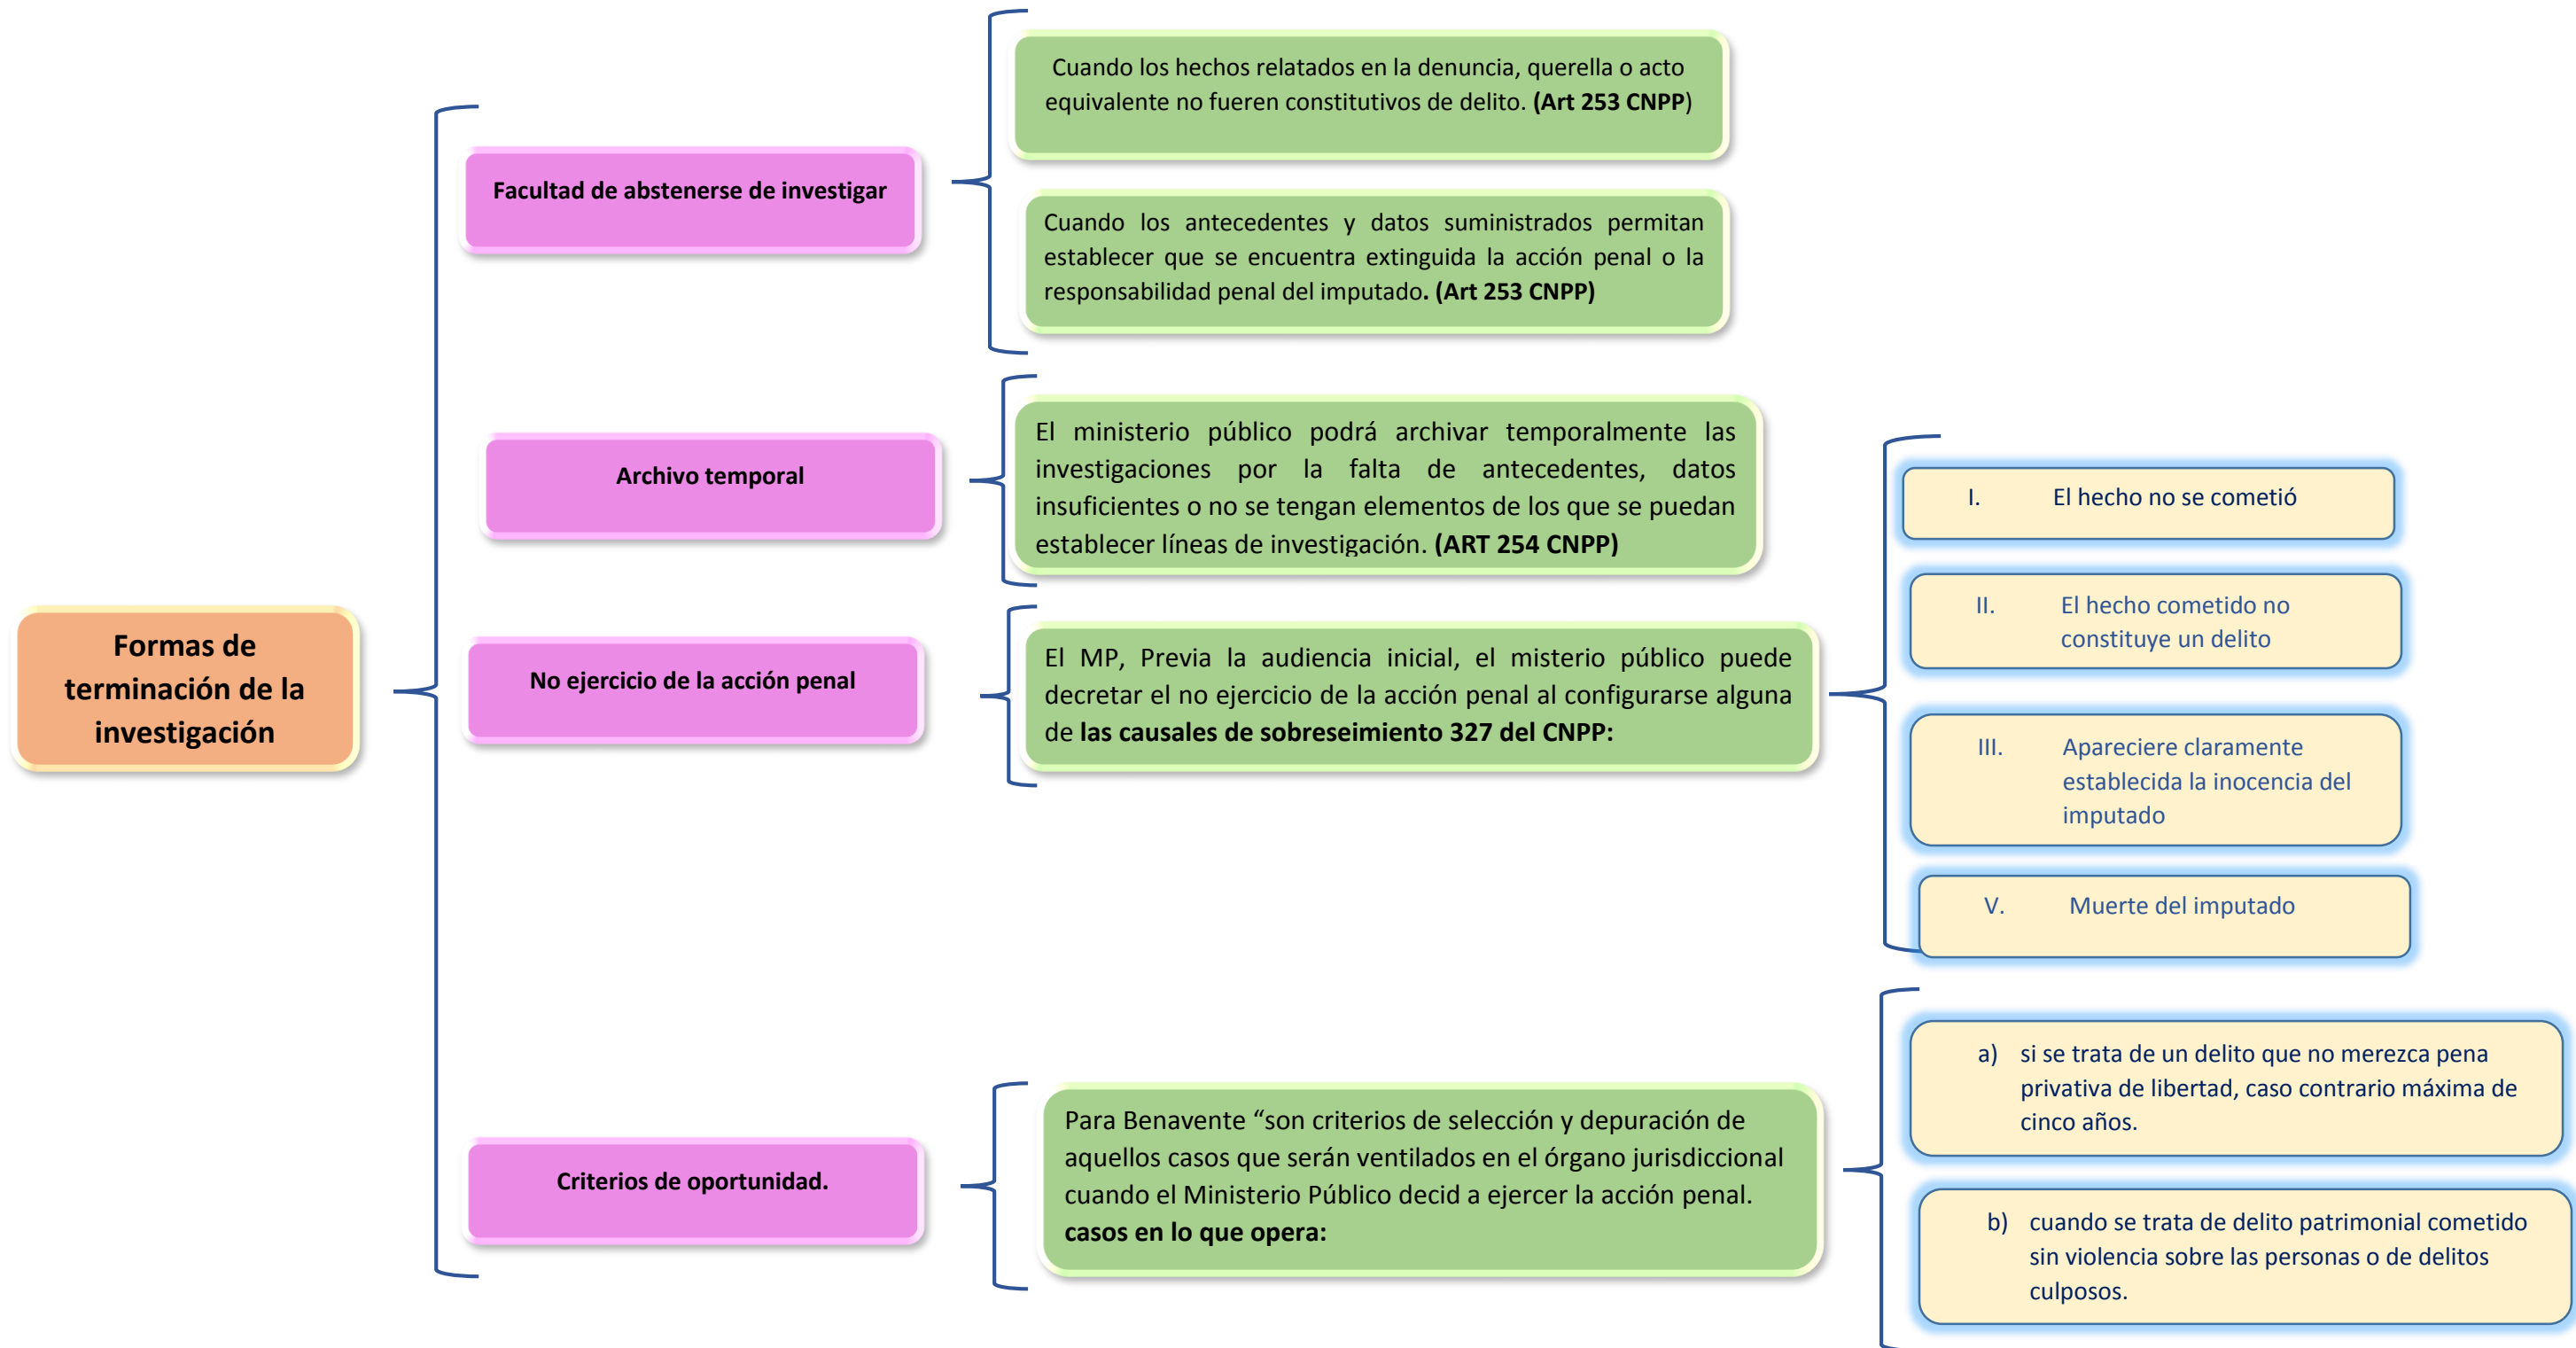 Formas de
terminación de la
investigación
Facultad de abstenerse de investigar
Cuando los hechos relatados en la denuncia, querella o acto
equivalente no fueren constitutivos de delito. (Art 253 CNPP)
Cuando los antecedentes y datos suministrados permitan
establecer que se encuentra extinguida la acción penal o la
responsabilidad penal del imputado. (Art 253 CNPP)
Archivo temporal
El ministerio público podrá archivar temporalmente las
investigaciones por la falta de antecedentes, datos
insuficientes o no se tengan elementos de los que se puedan
establecer líneas de investigación. (ART 254 CNPP)
No ejercicio de la acción penal
El MP, Previa la audiencia inicial, el misterio público puede
decretar el no ejercicio de la acción penal al configurarse alguna
de las causales de sobreseimiento 327 del CNPP:
I. El hecho no se cometió
II. El hecho cometido no
constituye un delito
III. Apareciere claramente
establecida la inocencia del
imputado
V. Muerte del imputado
Criterios de oportunidad.
Para Benavente “son criterios de selección y depuración de
aquellos casos que serán ventilados en el órgano jurisdiccional
cuando el Ministerio Público decid a ejercer la acción penal.
casos en lo que opera:
a) si se trata de un delito que no merezca pena
privativa de libertad, caso contrario máxima de
cinco años.
b) cuando se trata de delito patrimonial cometido
sin violencia sobre las personas o de delitos
culposos.